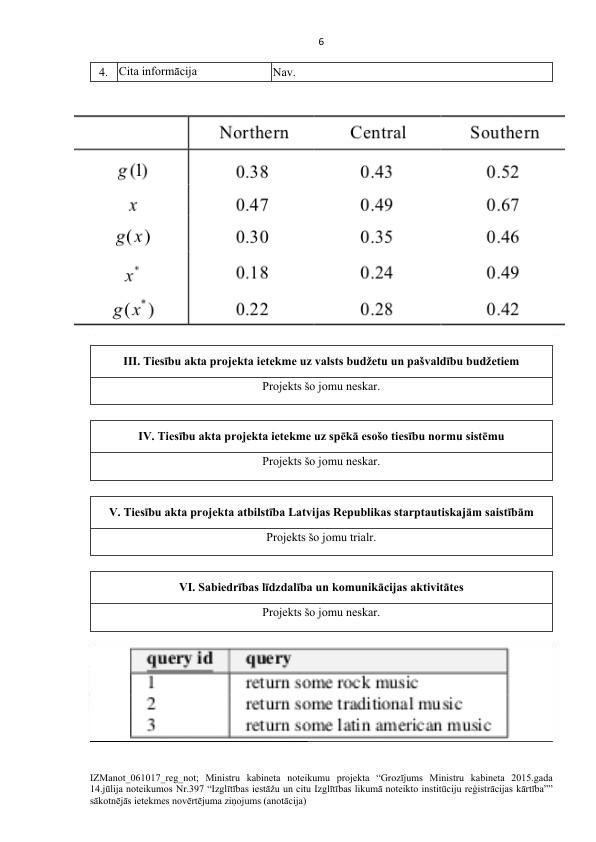 6
4. Cita informācija Nav.
Northern Central Southern
g(1) 0.38 0.43 0.52
x 0.47 0.49 0.67
g(x) 0.30 0.35 0.46
x* 0.18 0.24 0.49
g(x*) 0.22 0.28 0.42
III. Tiesību akta projekta ietekme uz valsts budžetu un pašvaldību budžetiem
Projekts šo jomu neskar.
IV. Tiesību akta projekta ietekme uz spēkā esošo tiesību normu sistēmu
Projekts šo jomu neskar.
V. Tiesību akta projekta atbilstība Latvijas Republikas starptautiskajām saistībām
Projekts šo jomu trialr.
VI. Sabiedrības līdzdalība un komunikācijas aktivitātes
Projekts šo jomu neskar.
query id query
1 return some rock music
2 return some traditional music
3 return some latin american music
IZManot_061017_reg_not; Ministru kabineta noteikumu projekta “Grozījums Ministru kabineta 2015.gada
14.jūlija noteikumos Nr.397 “Izglītības iestāžu un citu Izglītības likumā noteikto institūciju reģistrācijas kārtība””
sākotnējās ietekmes novērtējuma ziņojums (anotācija)